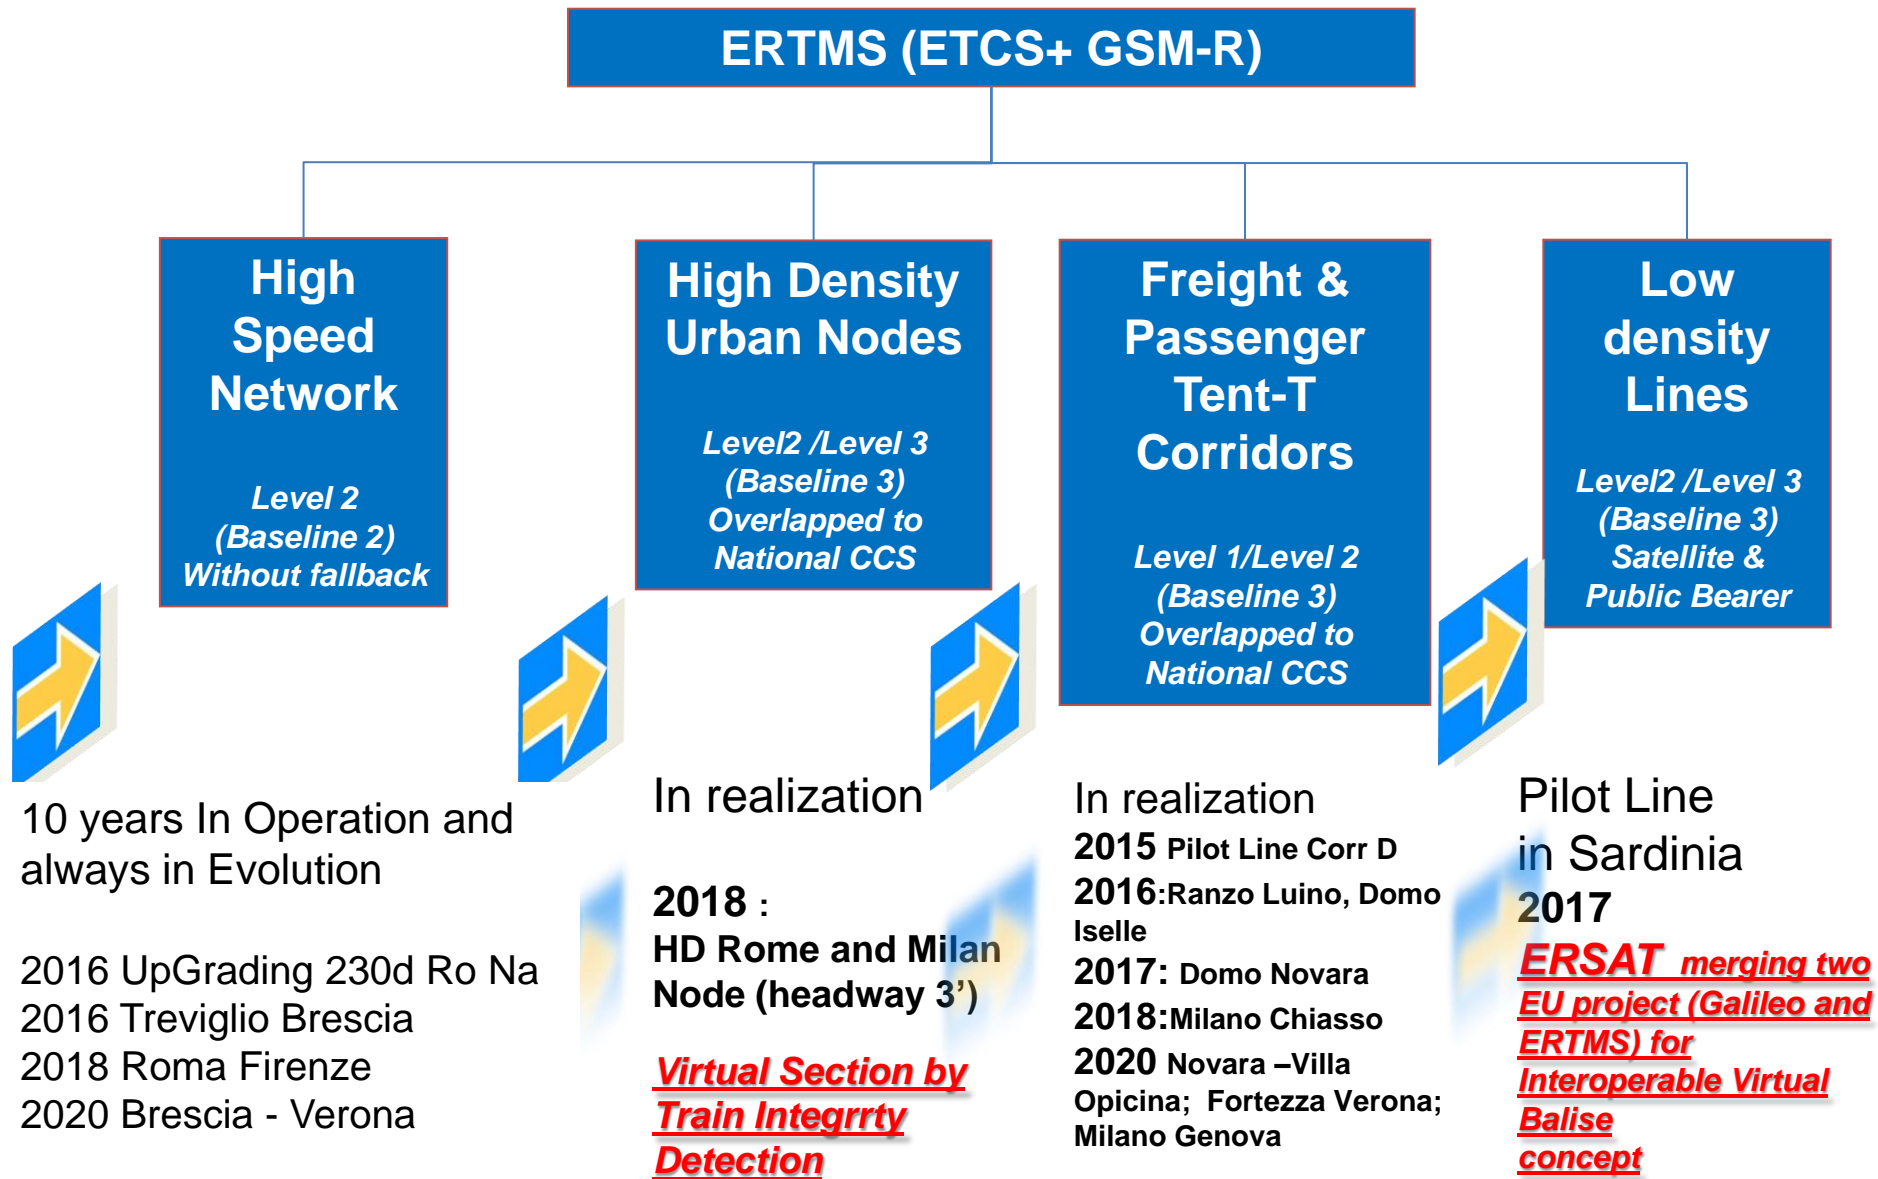 ERTMS (ETCS+ GSM-R)
High
Speed
Network
Level 2
(Baseline 2)
Without fallback
High Density
Urban Nodes
Level2 /Level 3
(Baseline 3)
Overlapped to
National CCS
Freight &
Passenger
Tent-T
Corridors
Level 1/Level 2
(Baseline 3)
Overlapped to
National CCS
Low
density
Lines
Level2 /Level 3
(Baseline 3)
Satellite &
Public Bearer
10 years In Operation and
always in Evolution
2016 UpGrading 230d Ro Na
2016 Treviglio Brescia
2018 Roma Firenze
2020 Brescia - Verona
In realization
2018 :
HD Rome and Milan
Node (headway 3’)
Virtual Section by
Train Integrrty
Detection
In realization
2015 Pilot Line Corr D
2016:Ranzo Luino, Domo
Iselle
2017: Domo Novara
2018:Milano Chiasso
2020 Novara –Villa
Opicina; Fortezza Verona;
Milano Genova
Pilot Line
in Sardinia
2017
ERSAT merging two
EU project (Galileo and
ERTMS) for
Interoperable Virtual
Balise
concept